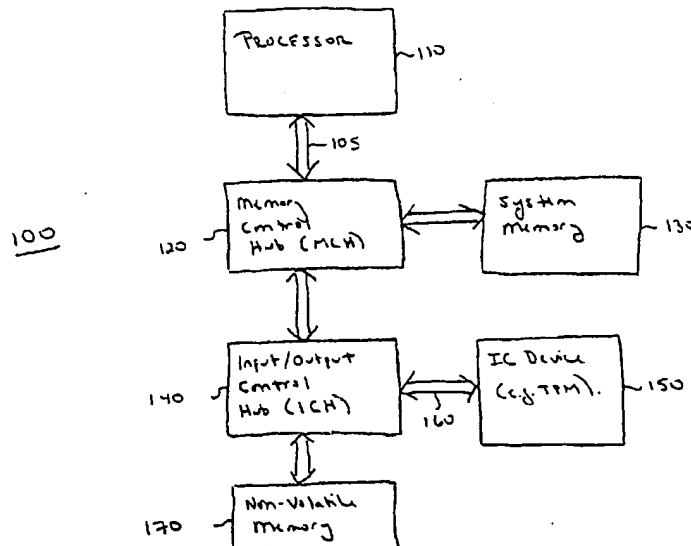 PROCESSOR
110
105
Memory
Control
Hub (MCH)
120
System
Memory
130
100
Input/Output
Control
Hub (ICH)
140
IC Device
(e.g. TPM).
150
160
Non-Volatile
Memory
170